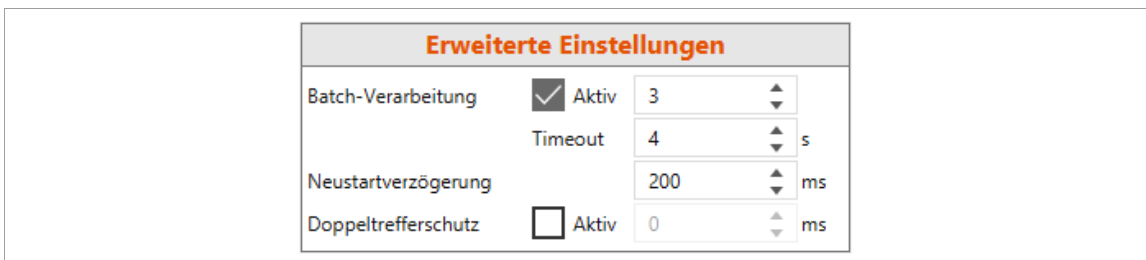 Erweiterte Einstellungen
Batch-Verarbeitung Aktiv 3
Timeout 4 s
Neustartverzögerung 200 ms
Doppeltrefferschutz Aktiv 0 ms